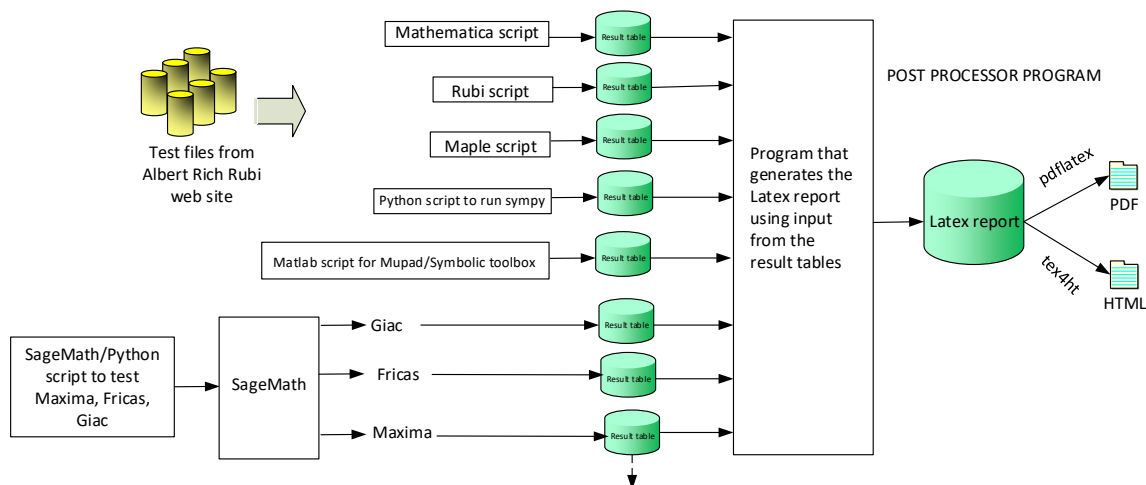 Mathematica script
Result table
Rubi script
Result table
Maple script
Result table
Python script to run sympy
Result table
Matlab script for Mupad/Symbolic toolbox
Result table
Test files from
Albert Rich Rubi
web site
SageMath/Python
script to test
Maxima, Fricas,
Giac
SageMath
Giac
Result table
Fricas
Result table
Maxima
Result table
Program that
generates the
Latex report
using input
from the
result tables
POST PROCESSOR PROGRAM
Latex report
pdflatex
PDF
tex4ht
HTML